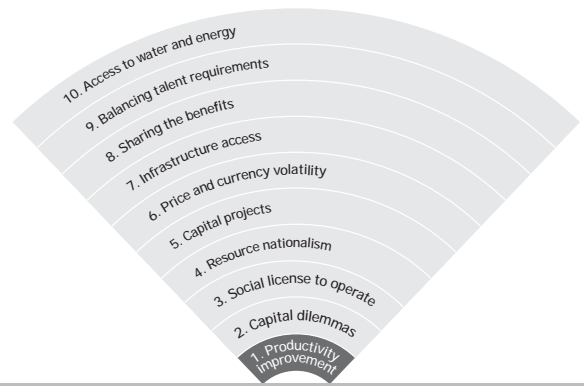 10. Access to water and energy
9. Balancing talent requirements
8. Sharing the benefits
7. Infrastructure access
6. Price and currency volatility
5. Capital projects
4. Resource nationalism
3. Social license to operate
2. Capital dilemmas
1. Productivity
improvement